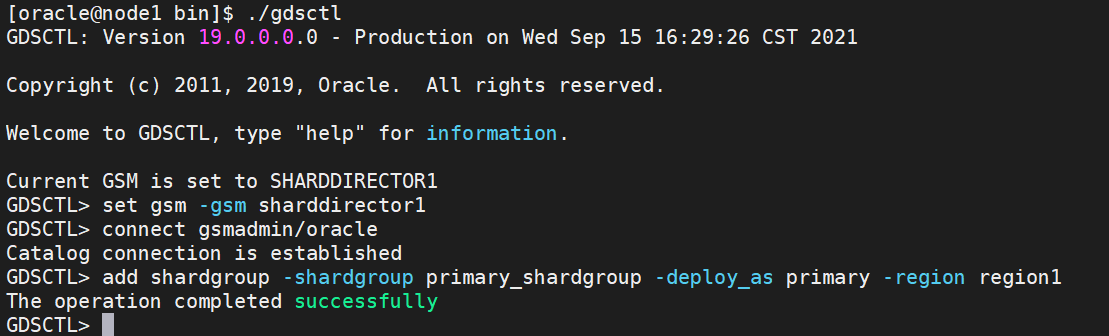 [oracle@node1 bin]$ ./gdsctl
GDSCTL: Version 19.0.0.0.0 - Production on Wed Sep 15 16:29:26 CST 2021
Copyright (c) 2011, 2019, Oracle.  All rights reserved.
Welcome to GDSCTL, type "help" for information.
Current GSM is set to SHARDDIRECTOR1
GDSCTL> set gsm -gsm sharddirector1
GDSCTL> connect gsmadmin/oracle
Catalog connection is established
GDSCTL> add shardgroup -shardgroup primary_shardgroup -deploy_as primary -region region1
The operation completed successfully
GDSCTL>